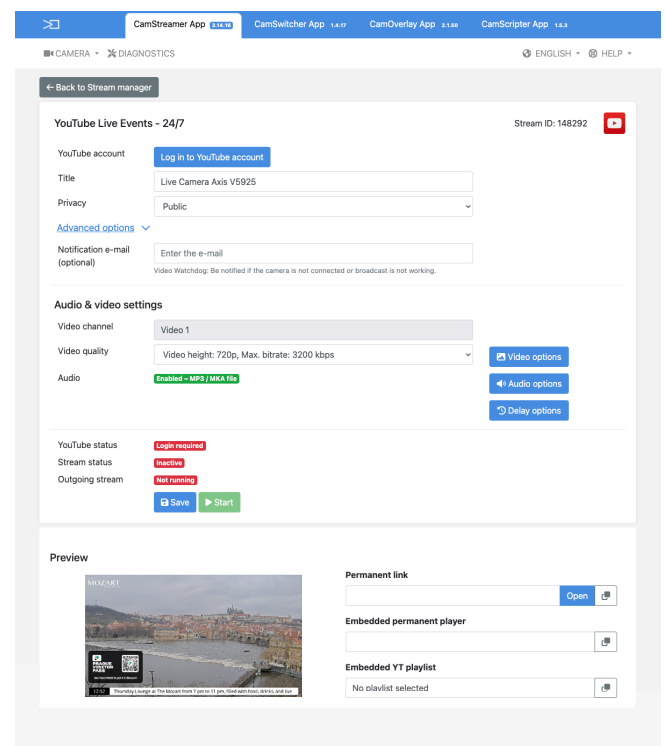 CamStreamer App 3.14.16 CamSwitcher App 1.4.17 CamOverlay App 2.1.50 CamScripter App 1.5.3
CAMERA DIAGNOSTICS ENGLISH HELP
Back to Stream manager
YouTube Live Events - 24/7 Stream ID: 148292
YouTube account Log in to YouTube account
Title Live Camera Axis V5925
Privacy Public
Advanced options
Notification e-mail (optional) Enter the e-mail
Video Watchdog: Be notified if the camera is not connected or broadcast is not working.
Audio & video settings
Video channel Video 1
Video quality Video height: 720p, Max. bitrate: 3200 kbps Video options
Audio Enabled – MP3 / MKA file Audio options
Delay options
YouTube status Login required
Stream status Inactive
Outgoing stream Not running
Save Start
Preview
MOZART
PRAGUE
VISITOR
PASS
12:52 Thursday Lounge at The Mozart from 7 pm to 11 pm, filled with food, drinks, and live
Permanent link
Open
Embedded permanent player
Embedded YT playlist
No playlist selected